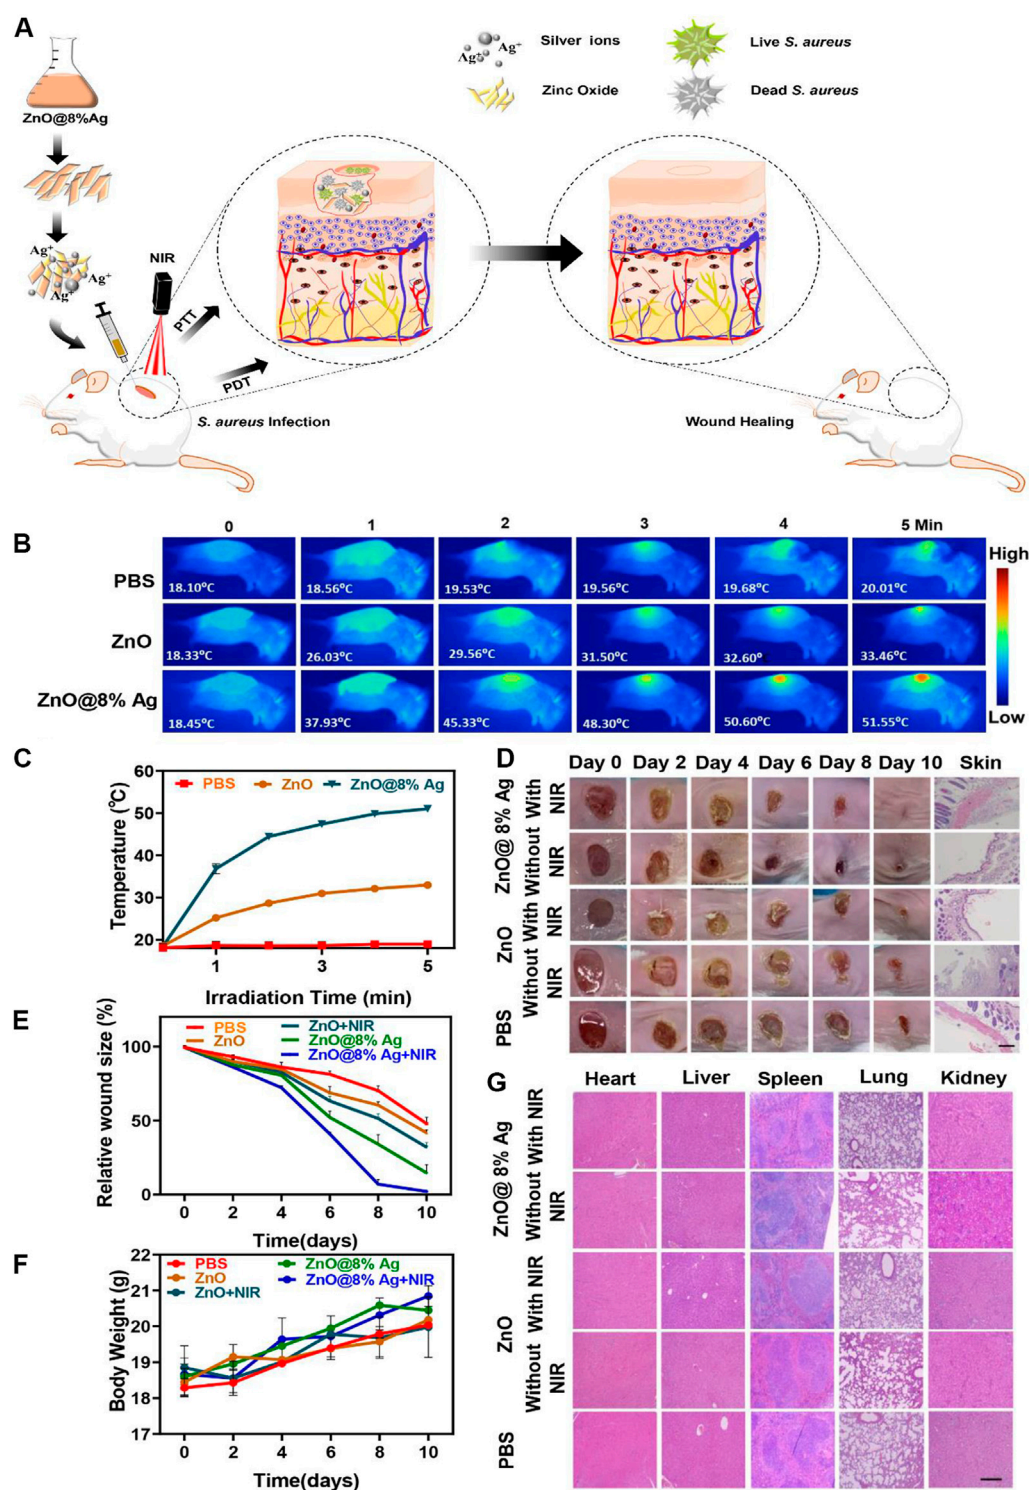 A
ZnO@8%Ag
Ag⁺
Ag⁺
Ag⁺
NIR
PTT
PDT
S. aureus Infection
Ag⁺
Ag⁺
Silver ions
Live S. aureus
Zinc Oxide
Dead S. aureus
Wound Healing
B
0 1 2 3 4 5 Min
PBS
18.10°C 18.56°C 19.53°C 19.56°C 19.68°C 20.01°C
ZnO
18.33°C 26.03°C 29.56°C 31.50°C 32.60°C 33.46°C
ZnO@8% Ag
18.45°C 37.93°C 45.33°C 48.30°C 50.60°C 51.55°C
High
Low
C
Temperature (℃)
60
50
40
30
20
PBS ZnO ZnO@8% Ag
1 3 5
Irradiation Time (min)
D
Day 0 Day 2 Day 4 Day 6 Day 8 Day 10 Skin
ZnO@ 8% Ag
With NIR
Without NIR
ZnO
With NIR
Without NIR
PBS
E
Relative wound size (%)
100
50
0
PBS
ZnO
ZnO+NIR
ZnO@8% Ag
ZnO@8% Ag+NIR
0 2 4 6 8 10
Time(days)
F
Body Weight (g)
22
21
20
19
18
17
PBS
ZnO
ZnO+NIR
ZnO@8% Ag
ZnO@8% Ag+NIR
0 2 4 6 8 10
Time(days)
G
Heart Liver Spleen Lung Kidney
ZnO@ 8% Ag
With NIR
Without NIR
ZnO
With NIR
Without NIR
PBS